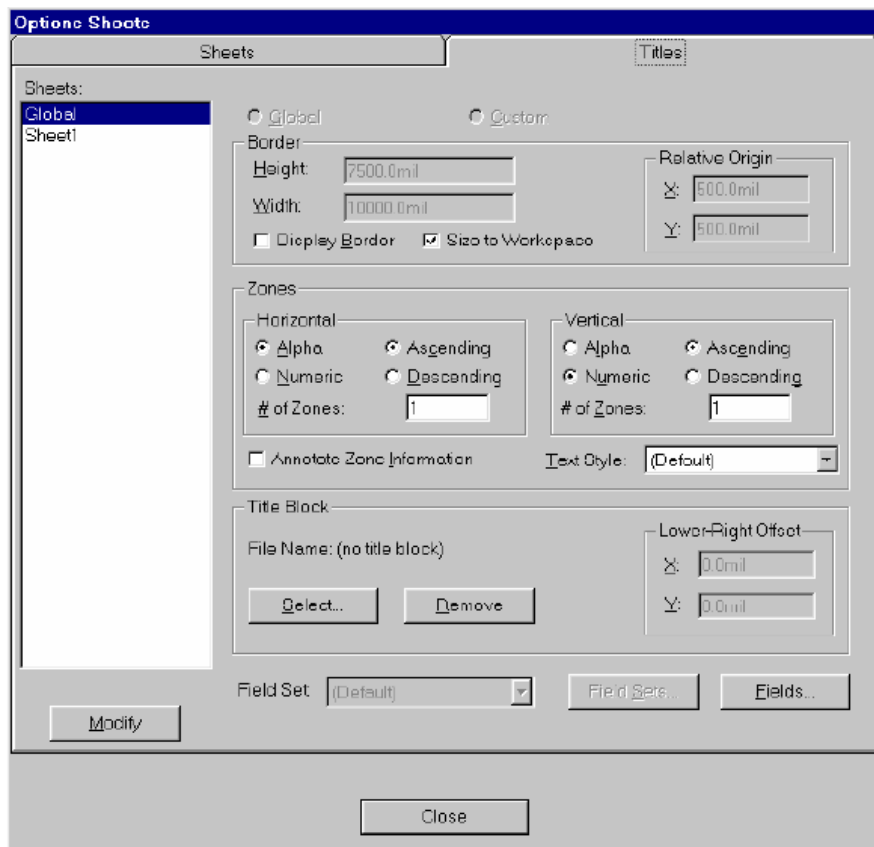 Options Sheets
Sheets Titles
Sheets:
Global
Sheet1
Global Custom
Border
Height: 7500.0mil
Width: 10000.0mil
Display Border Size to Workspace
Relative Origin
X: 500.0mil
Y: 500.0mil
Zones
Horizontal
Alpha Ascending
Numeric Descending
# of Zones: 1
Vertical
Alpha Ascending
Numeric Descending
# of Zones: 1
Annotate Zone Information
Text Style: (Default)
Title Block
File Name: (no title block)
Select... Remove
Lower-Right Offset
X: 0.0mil
Y: 0.0mil
Field Set (Default) Field Sets... Fields...
Modify
Close